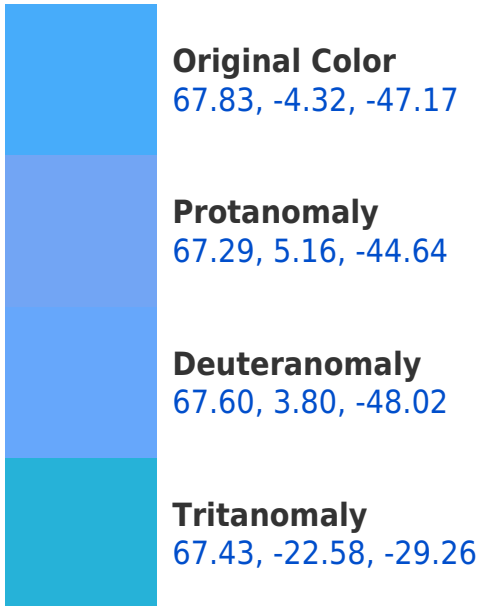 Original Color
67.83, -4.32, -47.17
Protanomaly
67.29, 5.16, -44.64
Deuteranomaly
67.60, 3.80, -48.02
Tritanomaly
67.43, -22.58, -29.26